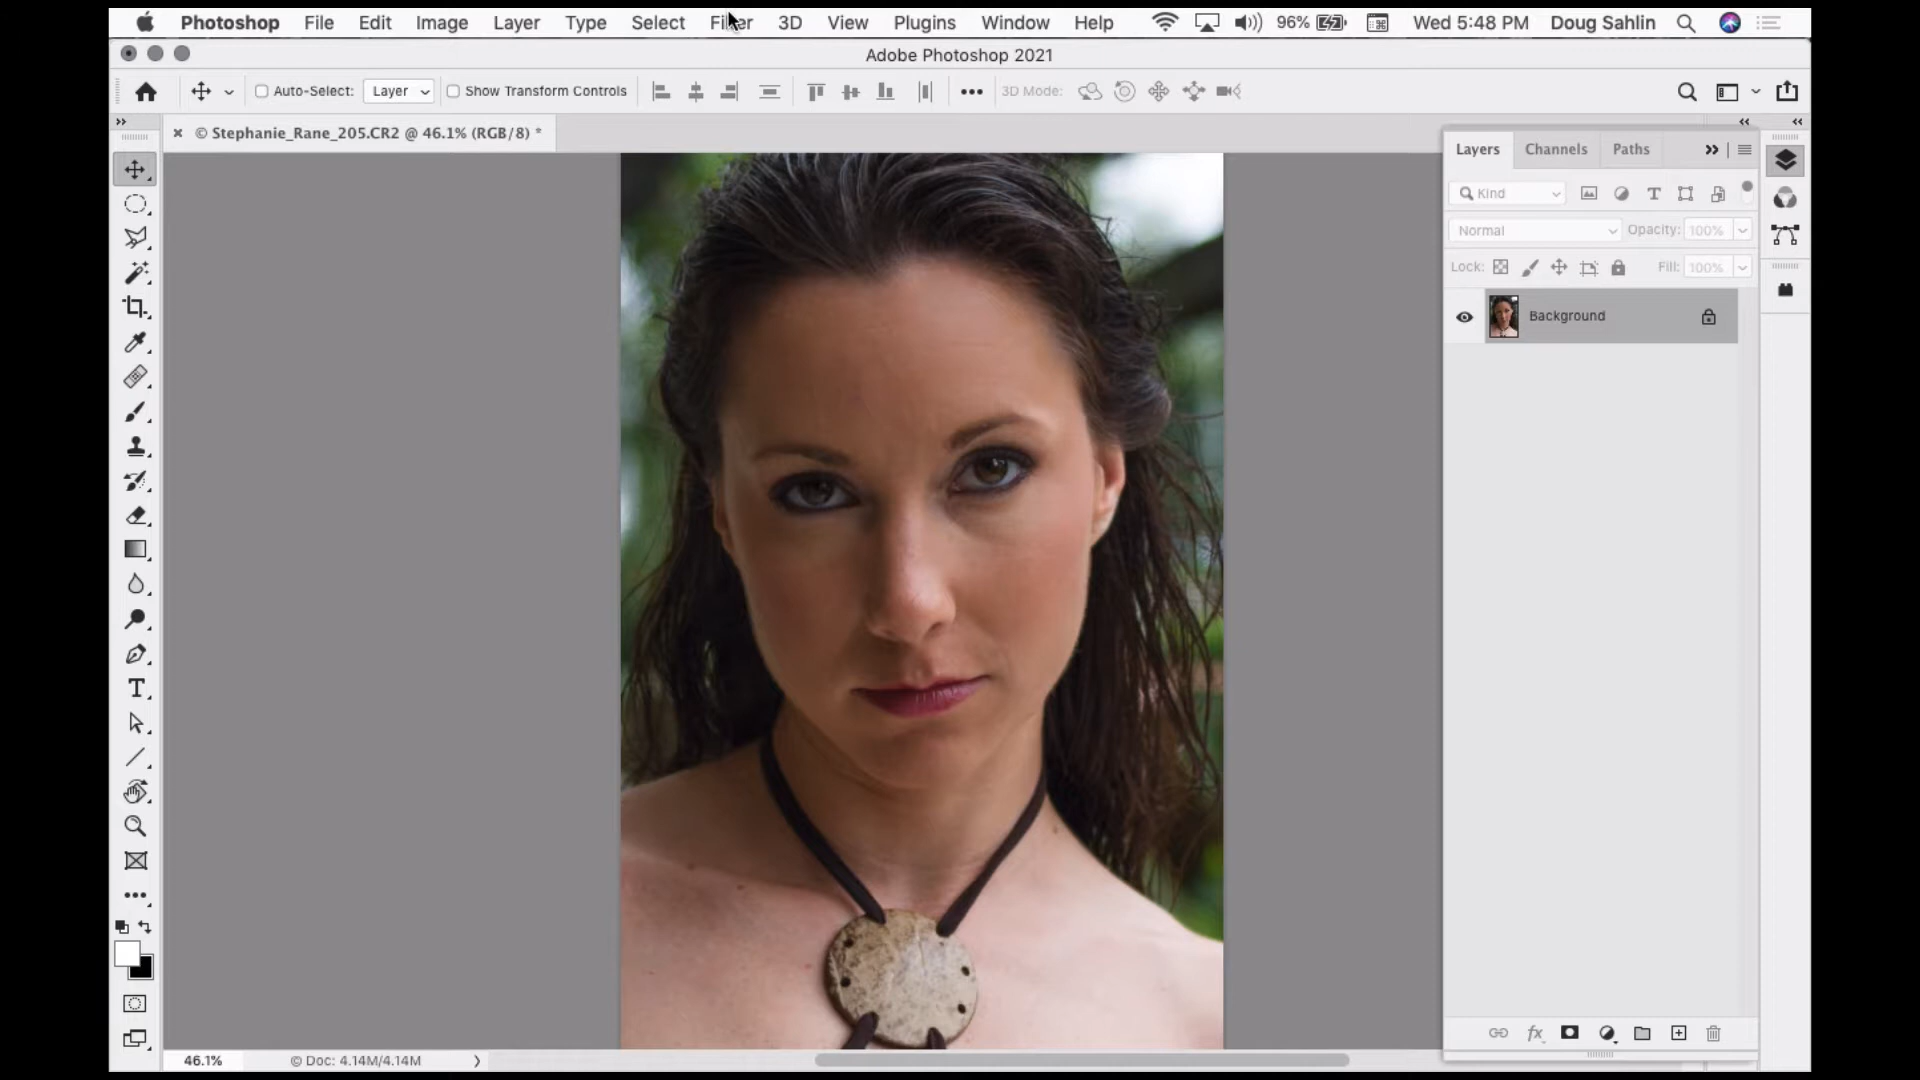 Photoshop File Edit Image Layer Type Select Filter 3D View Plugins Window Help 96% Wed 5:48 PM Doug Sahlin
Adobe Photoshop 2021
Auto-Select: Layer Show Transform Controls 3D Mode:
© Stephanie_Rane_205.CR2 @ 46.1% (RGB/8) *
Layers Channels Paths
Kind
Normal Opacity: 100%
Lock: Fill: 100%
Background
fx
46.1% © Doc: 4.14M/4.14M